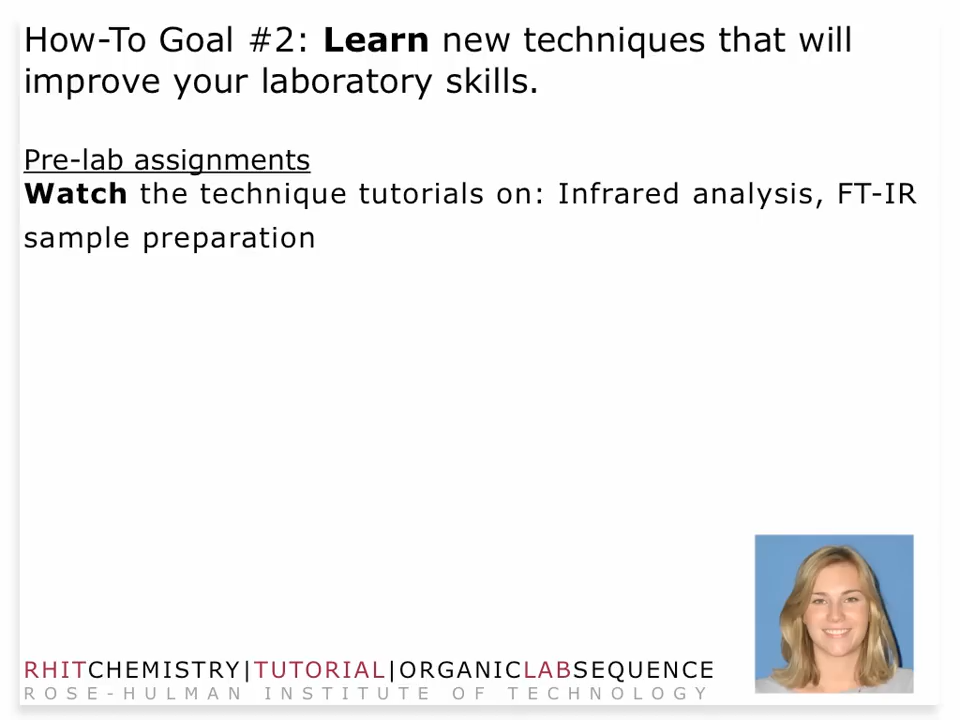 How-To Goal #2: Learn new techniques that will
improve your laboratory skills.
Pre-lab assignments
Watch the technique tutorials on: Infrared analysis, FT-IR
sample preparation
RHITCHEMISTRY|TUTORIAL|ORGANICLABSEQUENCE
ROSE-HULMAN INSTITUTE OF TECHNOLOGY